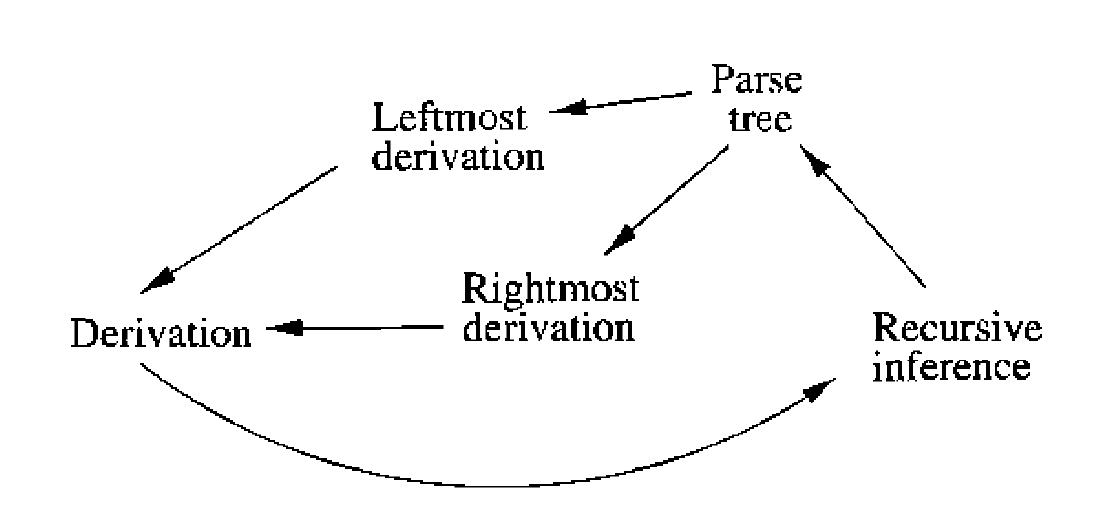 Parse
tree
Leftmost
derivation
Rightmost
derivation
Derivation
Recursive
inference